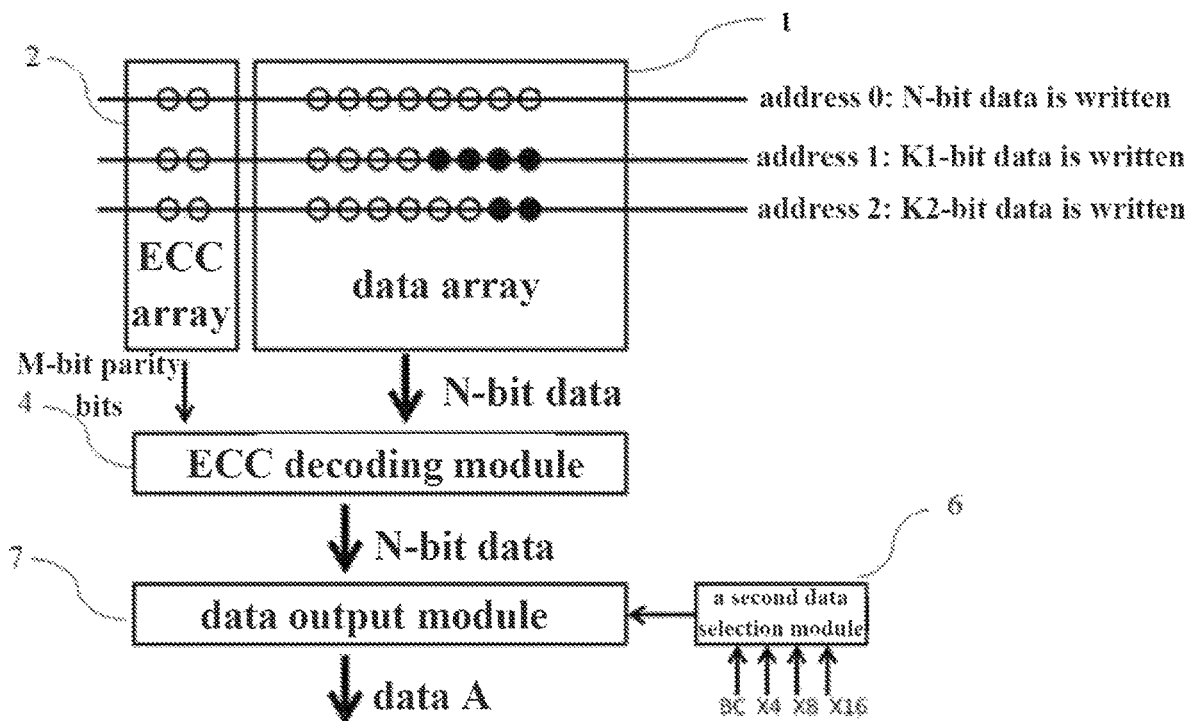 1
2
address 0: N-bit data is written
address 1: K1-bit data is written
address 2: K2-bit data is written
ECC
array
data array
M-bit parity
bits
N-bit data
4
ECC decoding module
6
N-bit data
7
data output module
a second data
selection module
data A
BC X4 X8 X16